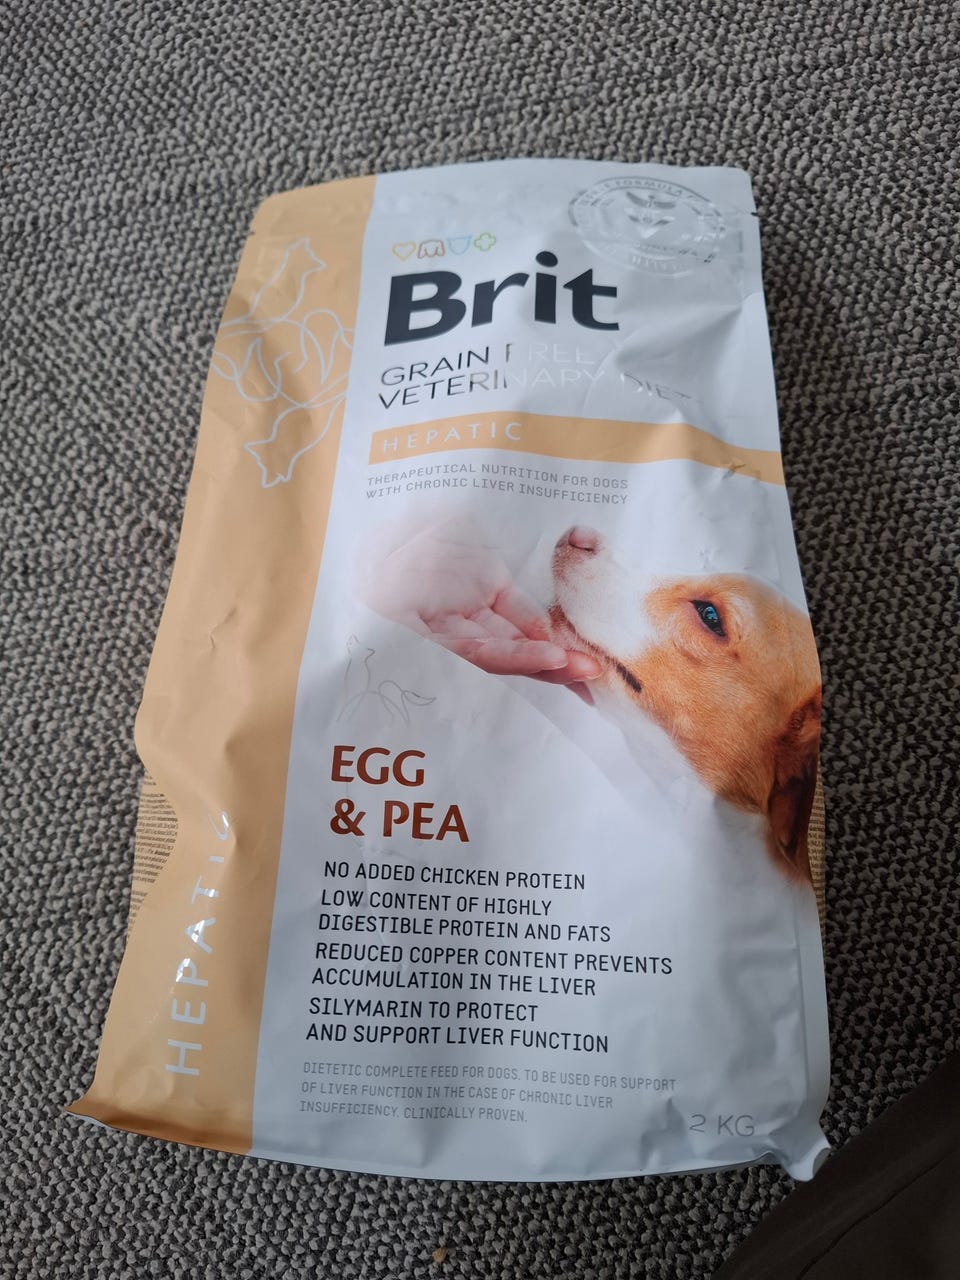 Brit
GRAIN FREE
VETERINARY DIET
HEPATIC
THERAPEUTICAL NUTRITION FOR DOGS
WITH CHRONIC LIVER INSUFFICIENCY
EGG
& PEA
NO ADDED CHICKEN PROTEIN
LOW CONTENT OF HIGHLY
DIGESTIBLE PROTEIN AND FATS
REDUCED COPPER CONTENT PREVENTS
ACCUMULATION IN THE LIVER
SILYMARIN TO PROTECT
AND SUPPORT LIVER FUNCTION
DIETETIC COMPLETE FEED FOR DOGS. TO BE USED FOR SUPPORT
OF LIVER FUNCTION IN THE CASE OF CHRONIC LIVER
INSUFFICIENCY. CLINICALLY PROVEN.
2 KG
HEPATIC